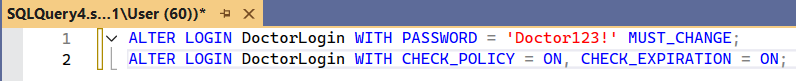 SQLQuery4.s...1\User (60))*
1 ALTER LOGIN DoctorLogin WITH PASSWORD = 'Doctor123!' MUST_CHANGE;
2 ALTER LOGIN DoctorLogin WITH CHECK_POLICY = ON, CHECK_EXPIRATION = ON;